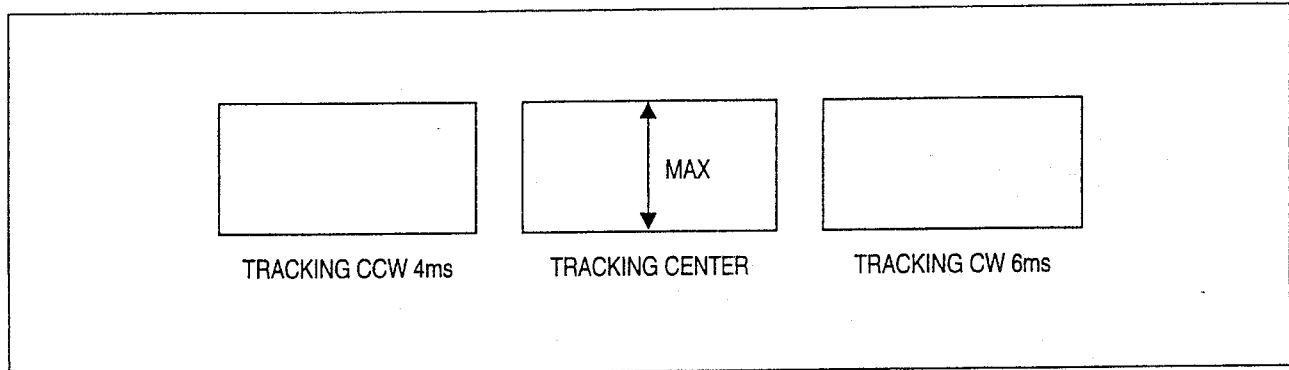 MAX
TRACKING CCW 4ms
TRACKING CENTER
TRACKING CW 6ms